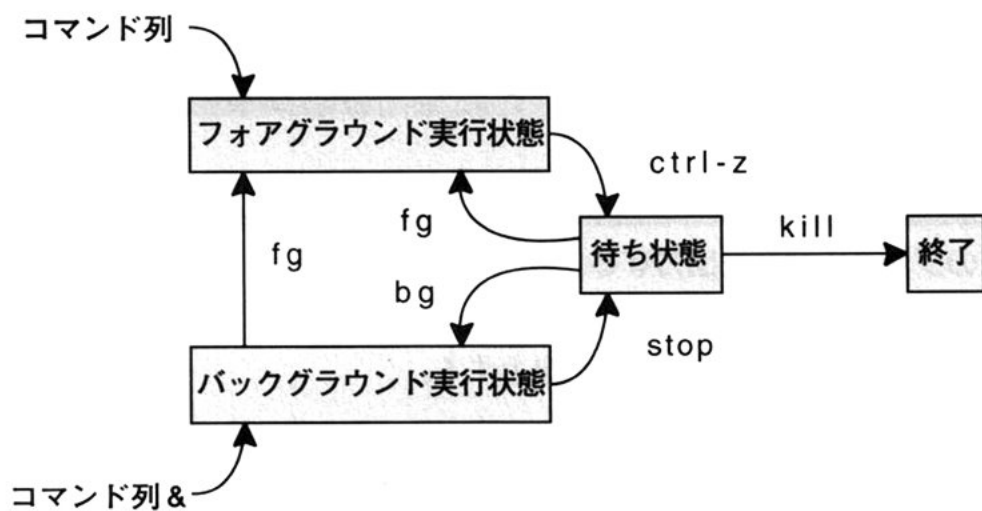 コマンド列
フォアグラウンド実行状態
ctrl-z
fg
fg
待ち状態
kill
終了
bg
stop
バックグラウンド実行状態
コマンド列&